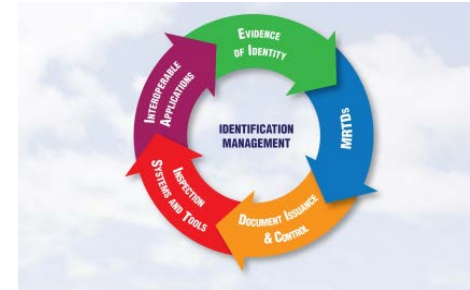 EVIDENCE
OF IDENTITY
MRTDs
DOCUMENT ISSUANCE
& CONTROL
INSPECTION
SYSTEMS AND TOOLS
INTEROPERABLE
APPLICATIONS
IDENTIFICATION
MANAGEMENT